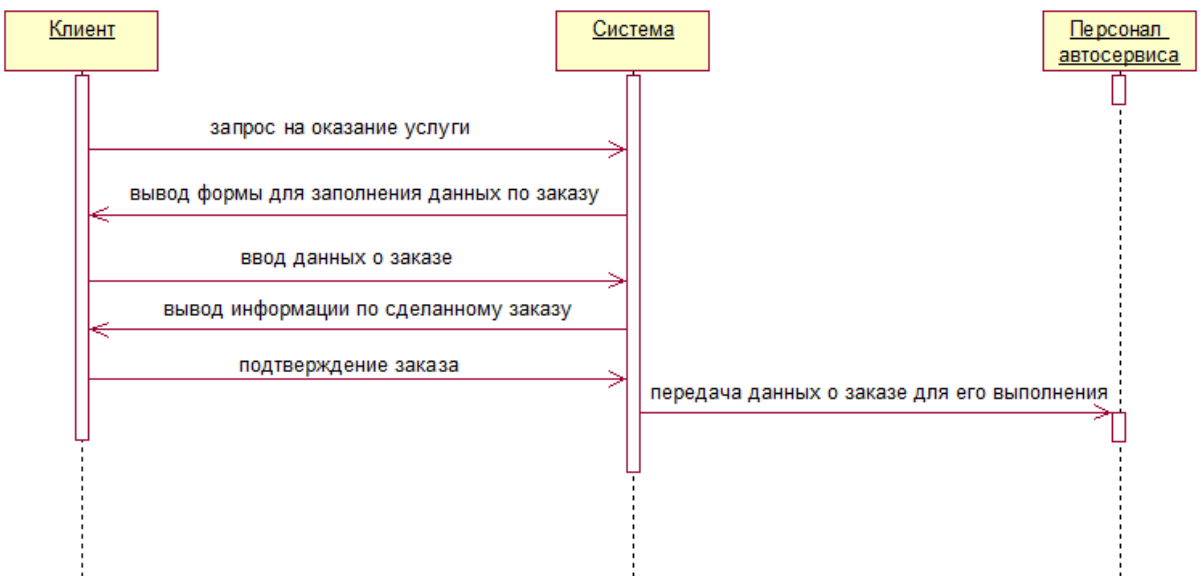 Клиент
Система
Персонал
автосервиса
запрос на оказание услуги
вывод формы для заполнения данных по заказу
ввод данных о заказе
вывод информации по сделанному заказу
подтверждение заказа
передача данных о заказе для его выполнения